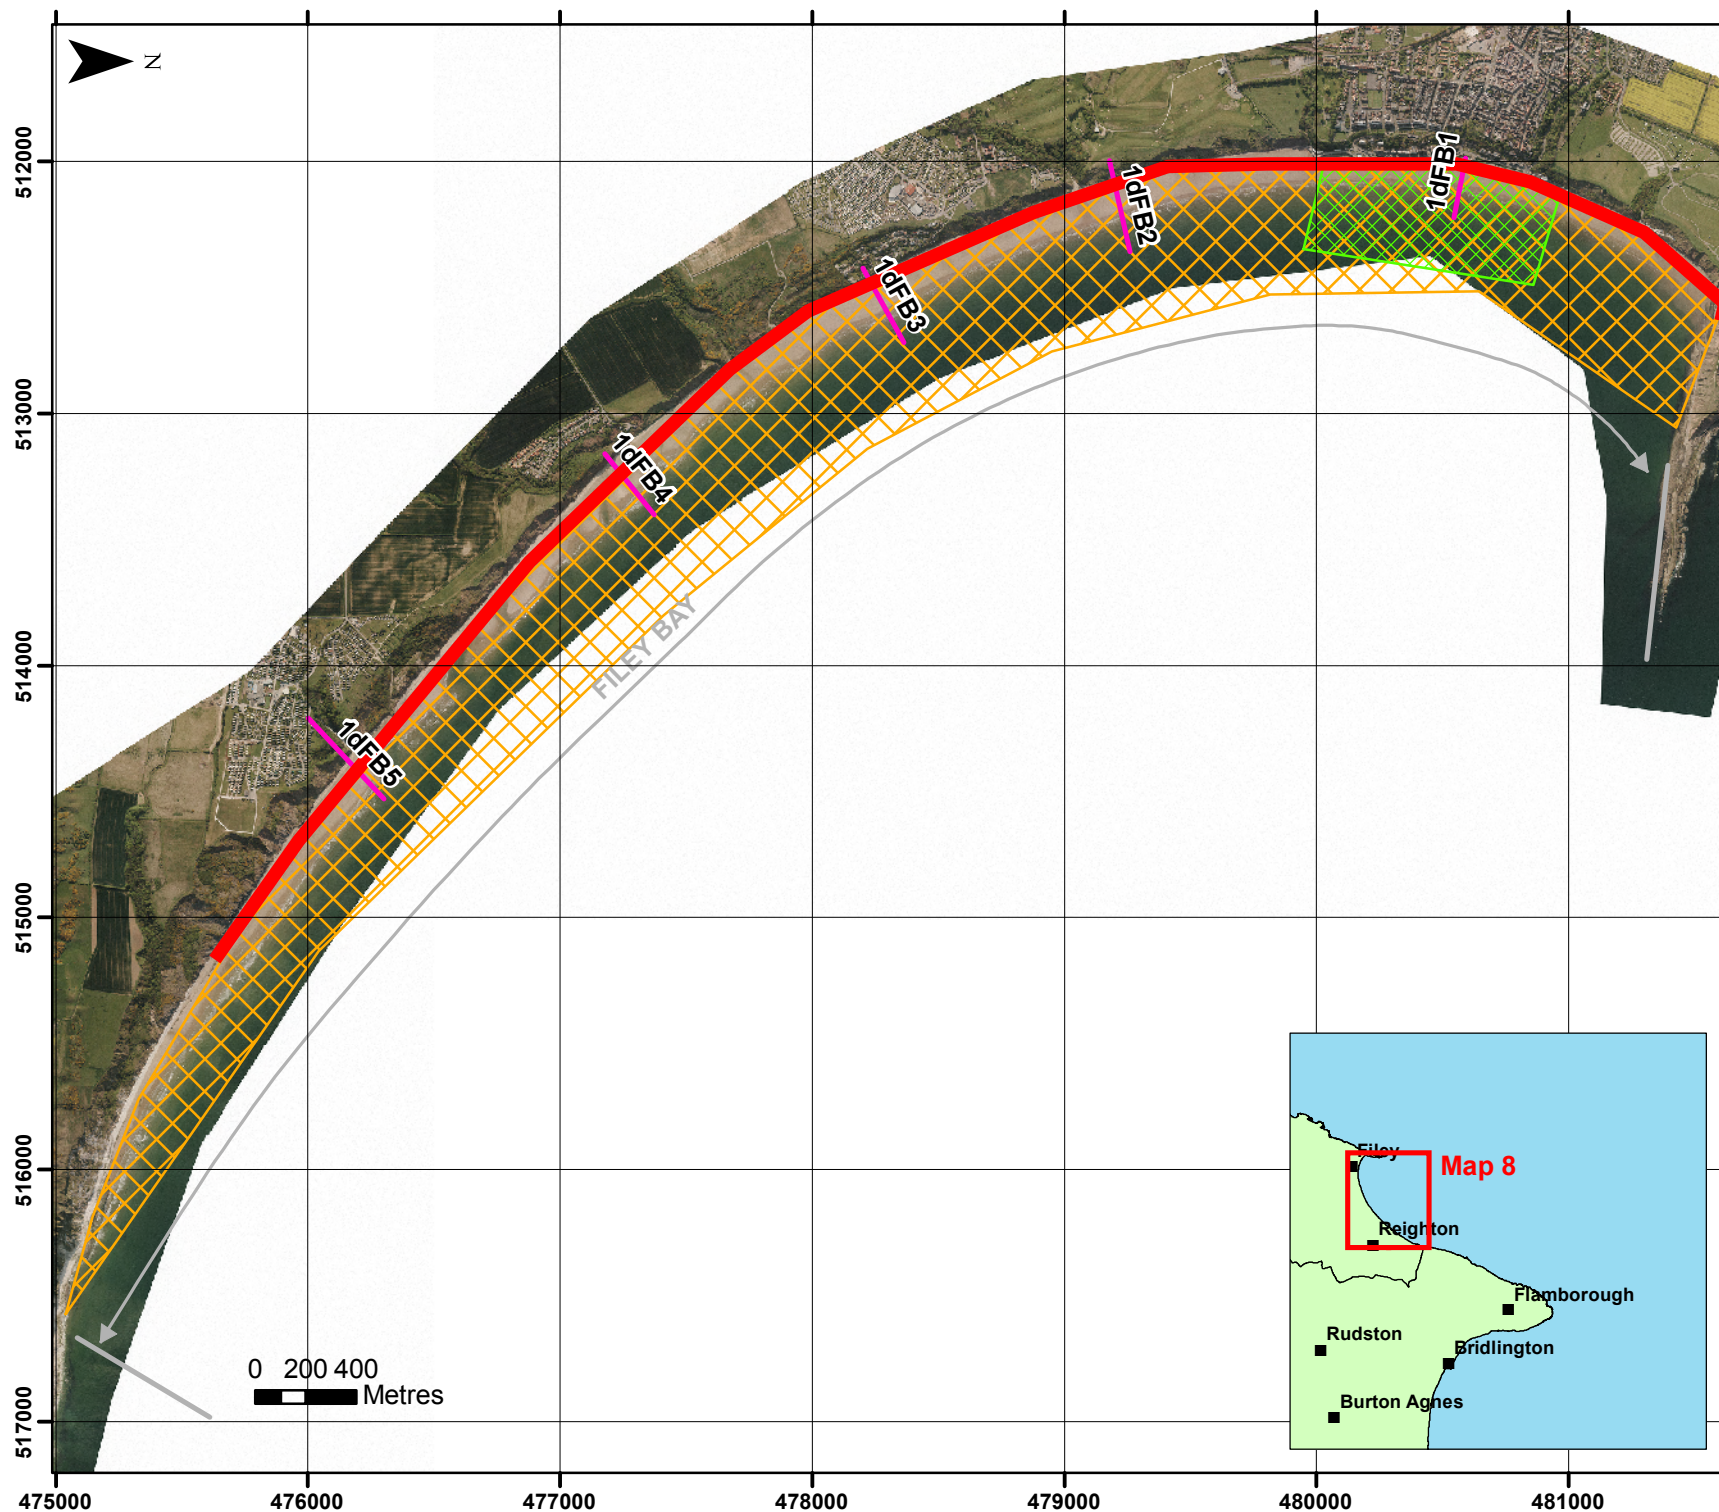 N
512000
513000
514000
515000
516000
517000
1dFB1
1dFB2
1dFB3
1dFB4
1dFB5
FILEY BAY
0 200 400
Metres
Filey
Map 8
Reighton
Flamborough
Rudston
Bridlington
Burton Agnes
475000 476000 477000 478000 479000 480000 481000